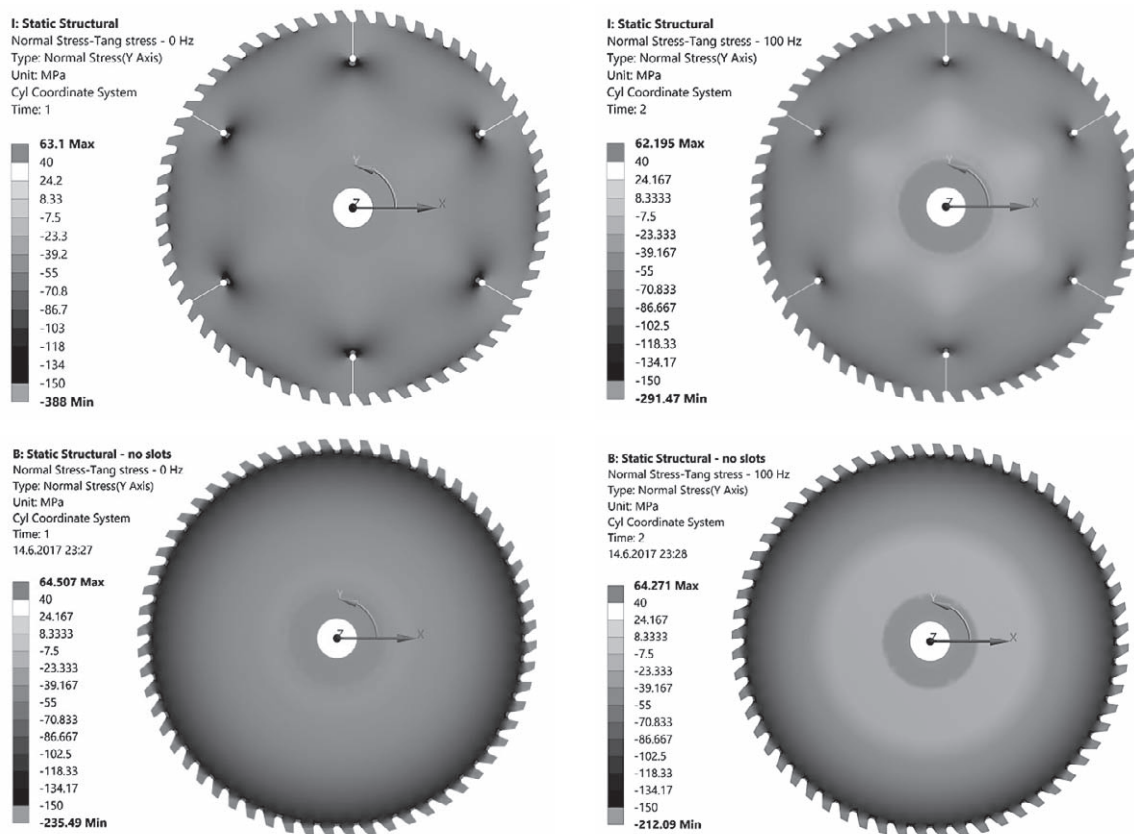 I: Static Structural
Normal Stress-Tang stress - 0 Hz
Type: Normal Stress(Y Axis)
Unit: MPa
Cyl Coordinate System
Time: 1
63.1 Max
40
24.2
8.33
-7.5
-23.3
-39.2
-55
-70.8
-86.7
-103
-118
-134
-150
-388 Min
Y
Z
X
I: Static Structural
Normal Stress-Tang stress - 100 Hz
Type: Normal Stress(Y Axis)
Unit: MPa
Cyl Coordinate System
Time: 2
62.195 Max
40
24.167
8.3333
-7.5
-23.333
-39.167
-55
-70.833
-86.667
-102.5
-118.33
-134.17
-150
-291.47 Min
Y
Z
X
B: Static Structural - no slots
Normal Stress-Tang stress - 0 Hz
Type: Normal Stress(Y Axis)
Unit: MPa
Cyl Coordinate System
Time: 1
14.6.2017 23:27
64.507 Max
40
24.167
8.3333
-7.5
-23.333
-39.167
-55
-70.833
-86.667
-102.5
-118.33
-134.17
-150
-235.49 Min
Y
Z
X
B: Static Structural - no slots
Normal Stress-Tang stress - 100 Hz
Type: Normal Stress(Y Axis)
Unit: MPa
Cyl Coordinate System
Time: 2
14.6.2017 23:28
64.271 Max
40
24.167
8.3333
-7.5
-23.333
-39.167
-55
-70.833
-86.667
-102.5
-118.33
-134.17
-150
-212.09 Min
Y
Z
X